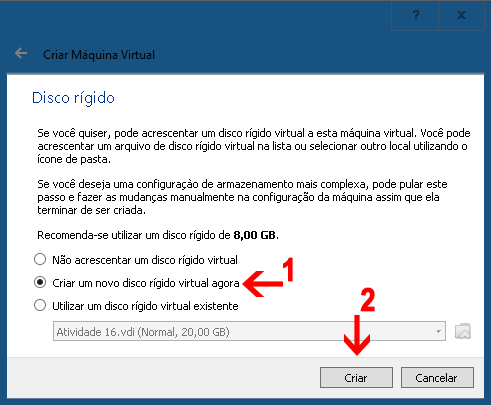 ?
x
Criar Máquina Virtual
Disco rígido
Se você quiser, pode acrescentar um disco rígido virtual a esta máquina virtual. Você pode
acrescentar um arquivo de disco rígido virtual na lista ou selecionar outro local utilizando o
ícone de pasta.
Se você deseja uma configuração de armazenamento mais complexa, pode pular este
passo e fazer as mudanças manualmente na configuração da máquina assim que ela
terminar de ser criada.
Recomenda-se utilizar um disco rígido de 8,00 GB.
Não acrescentar um disco rígido virtual
Criar um novo disco rígido virtual agora
1
Utilizar um disco rígido virtual existente
2
Atividade 16.vdi (Normal, 20,00 GB)
Criar
Cancelar